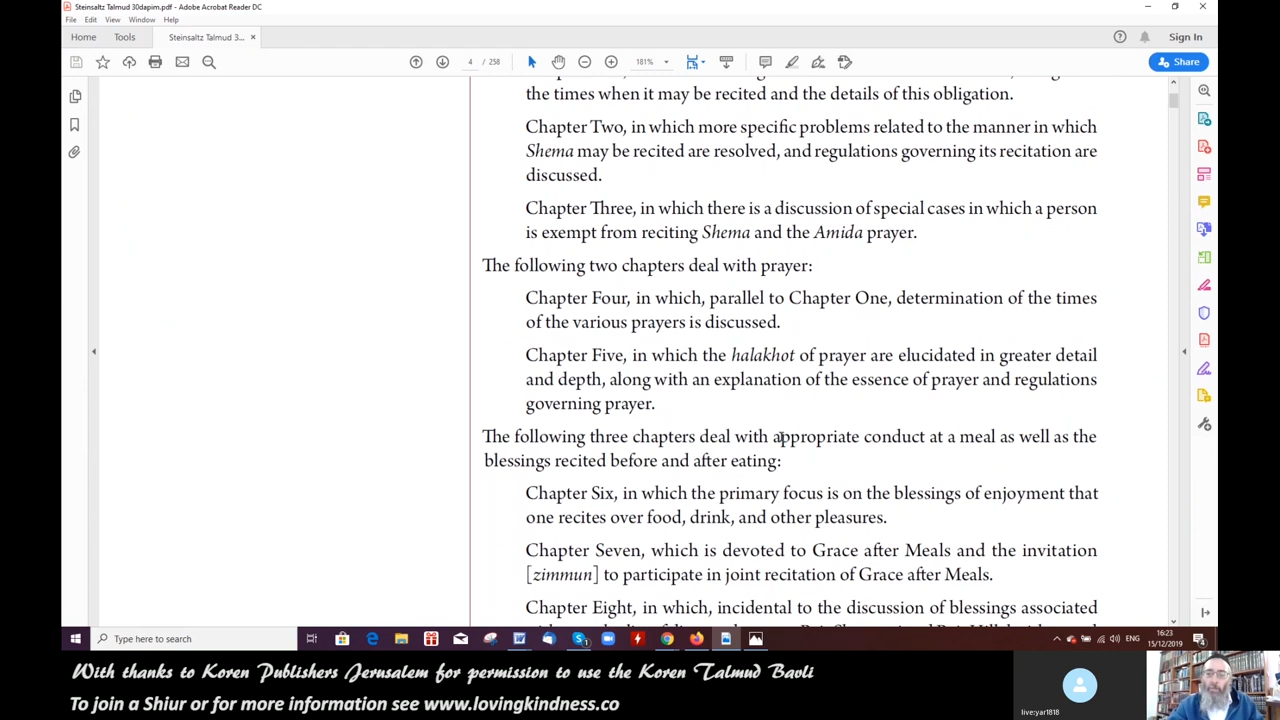 Steinsaltz Talmud 30dapim.pdf - Adobe Acrobat Reader DC
File Edit View Window Help
Home Tools Steinsaltz Talmud 3... × Sign In
4 / 258 181% Share
the times when it may be recited and the details of this obligation.
Chapter Two, in which more specific problems related to the manner in which
Shema may be recited are resolved, and regulations governing its recitation are
discussed.
Chapter Three, in which there is a discussion of special cases in which a person
is exempt from reciting Shema and the Amida prayer.
The following two chapters deal with prayer:
Chapter Four, in which, parallel to Chapter One, determination of the times
of the various prayers is discussed.
Chapter Five, in which the halakhot of prayer are elucidated in greater detail
and depth, along with an explanation of the essence of prayer and regulations
governing prayer.
The following three chapters deal with appropriate conduct at a meal as well as the
blessings recited before and after eating:
Chapter Six, in which the primary focus is on the blessings of enjoyment that
one recites over food, drink, and other pleasures.
Chapter Seven, which is devoted to Grace after Meals and the invitation
[zimmun] to participate in joint recitation of Grace after Meals.
Chapter Eight, in which, incidental to the discussion of blessings associated
Type here to search ENG 16:23
15/12/2019
With thanks to Koren Publishers Jerusalem for permission to use the Koren Talmud Bavli
To join a Shiur or for more information see www.lovingkindness.co
live:yar1818